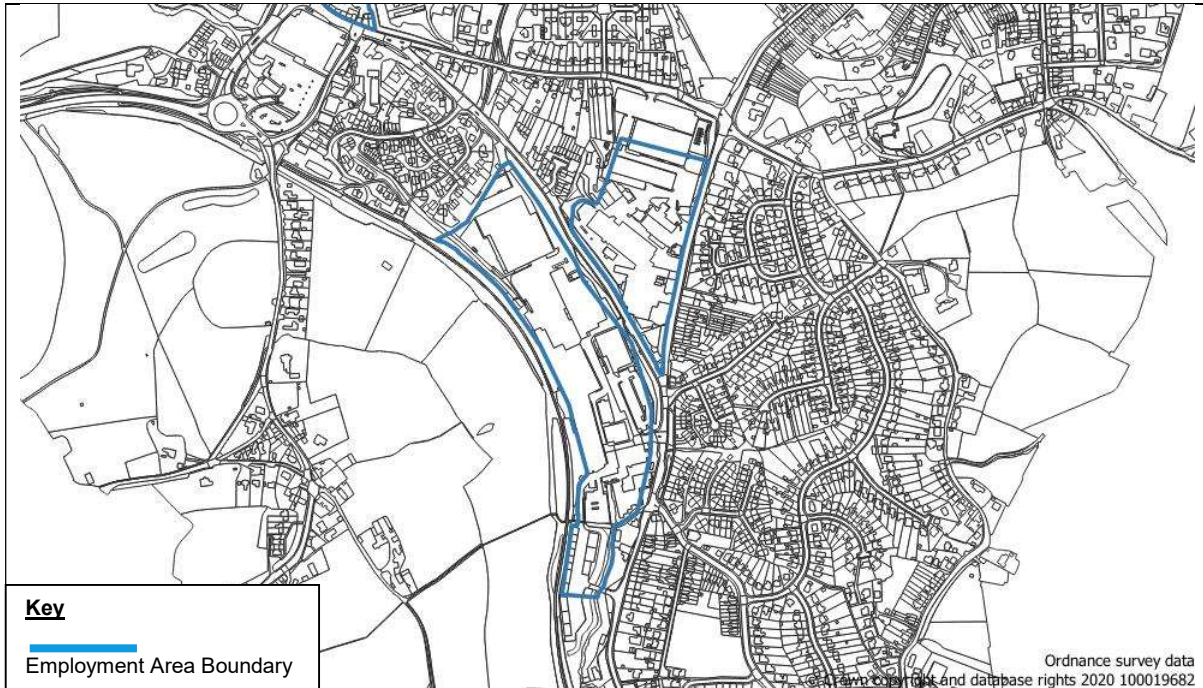 Key
Employment Area Boundary
Ordnance survey data
© Crown copyright and database rights 2020 100019682